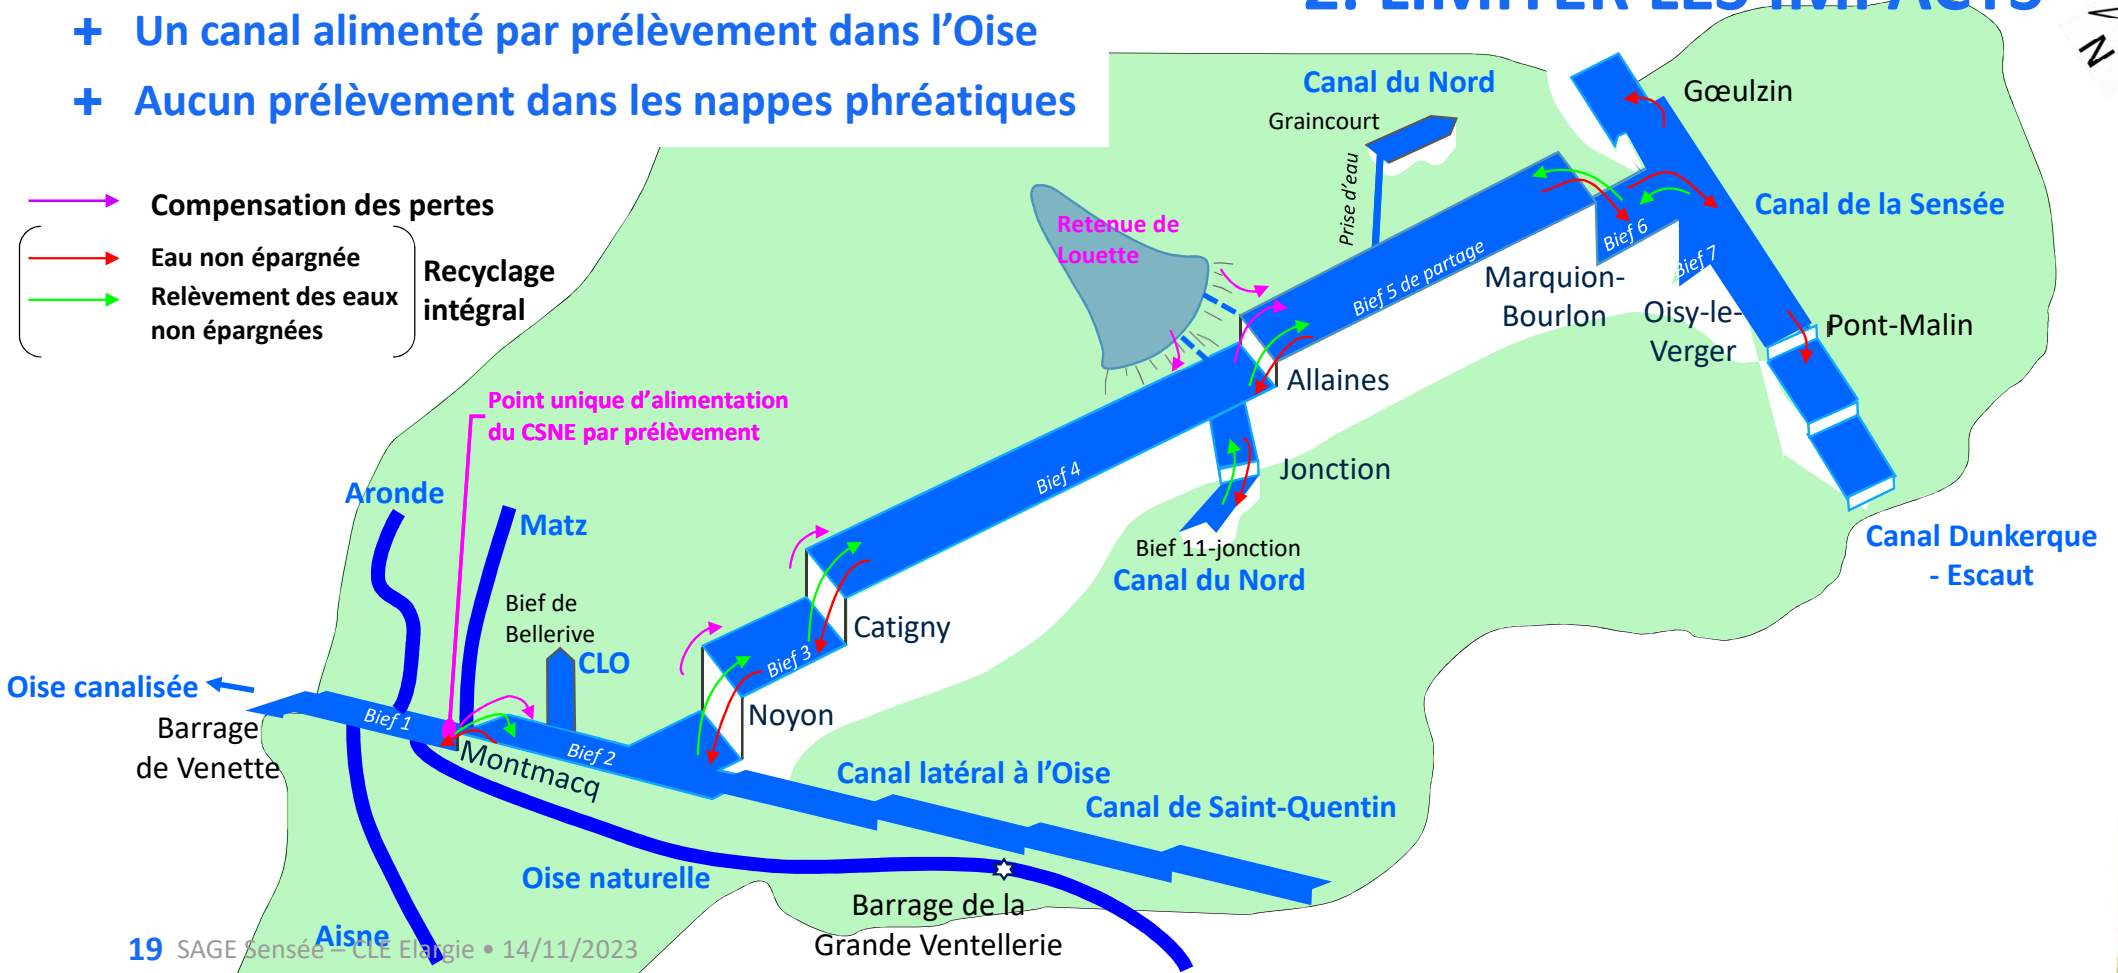 2. LIMITER LES IMPACTS
+ Un canal alimenté par prélèvement dans l’Oise
+ Aucun prélèvement dans les nappes phréatiques
N
Compensation des pertes
Eau non épargnée
Relèvement des eaux
non épargnées
Recyclage
intégral
Canal du Nord
Graincourt
Prise d’eau
Gœulzin
Canal de la Sensée
Retenue de
Louette
Bief 5 de partage
Bief 6
Bief 7
Marquion-
Bourlon
Oisy-le-
Verger
Pont-Malin
Allaines
Point unique d’alimentation
du CSNE par prélèvement
Bief 4
Jonction
Aronde
Matz
Bief 11-jonction
Canal du Nord
Canal Dunkerque
- Escaut
Bief de
Bellerive
CLO
Catigny
Bief 3
Oise canalisée
Barrage
de Venette
Bief 1
Noyon
Montmacq
Bief 2
Canal latéral à l’Oise
Canal de Saint-Quentin
Oise naturelle
Barrage de la
Grande Ventellerie
Aisne
19 SAGE Sensée – CLE Elargie • 14/11/2023